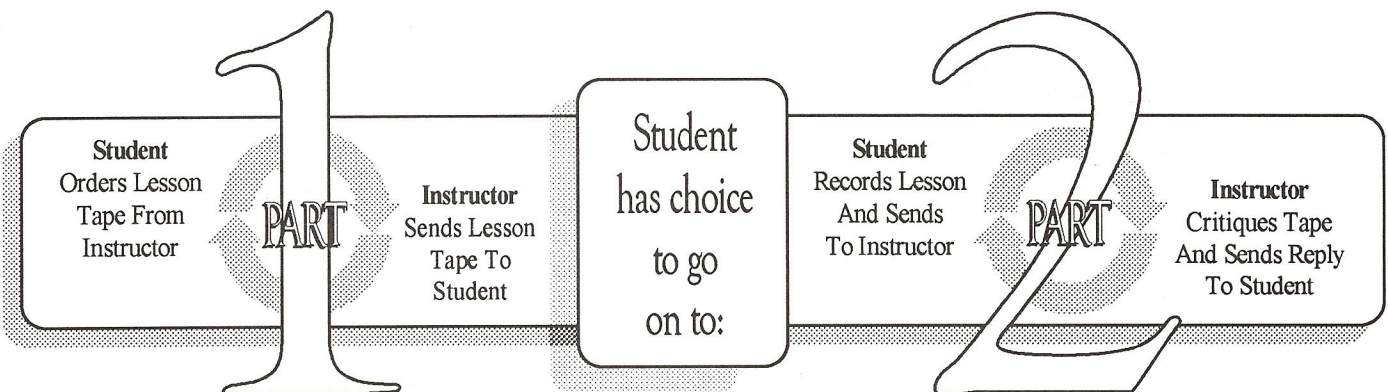 1
PART
Student
Orders Lesson
Tape From
Instructor
Instructor
Sends Lesson
Tape To
Student
Student
has choice
to go
on to:
2
PART
Student
Records Lesson
And Sends
To Instructor
Instructor
Critiques Tape
And Sends Reply
To Student